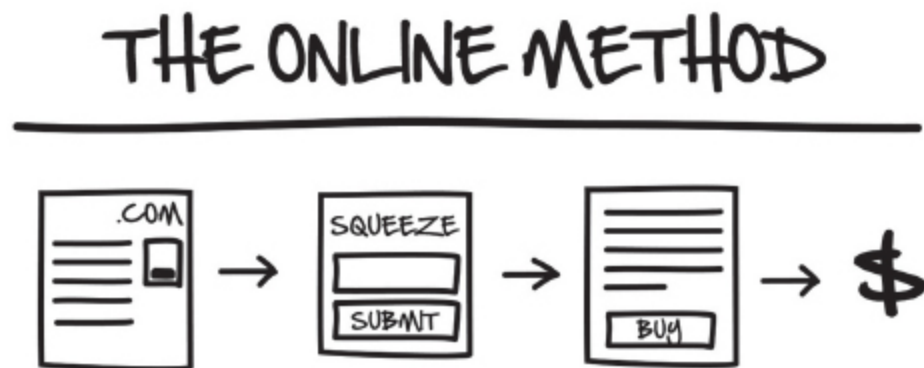 THE ONLINE METHOD
.COM
SQUEEZE
SUBMIT
BUY
$